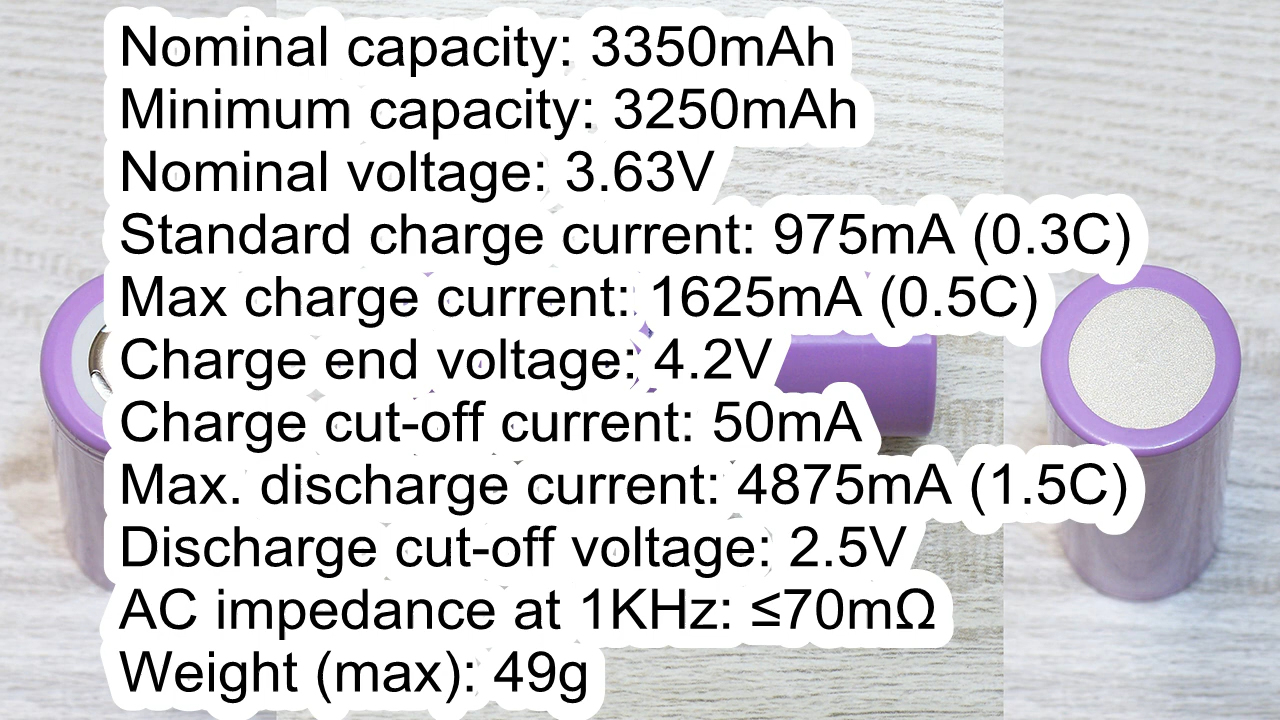 Nominal capacity: 3350mAh
Minimum capacity: 3250mAh
Nominal voltage: 3.63V
Standard charge current: 975mA (0.3C)
Max charge current: 1625mA (0.5C)
Charge end voltage: 4.2V
Charge cut-off current: 50mA
Max. discharge current: 4875mA (1.5C)
Discharge cut-off voltage: 2.5V
AC impedance at 1KHz: ≤70mΩ
Weight (max): 49g